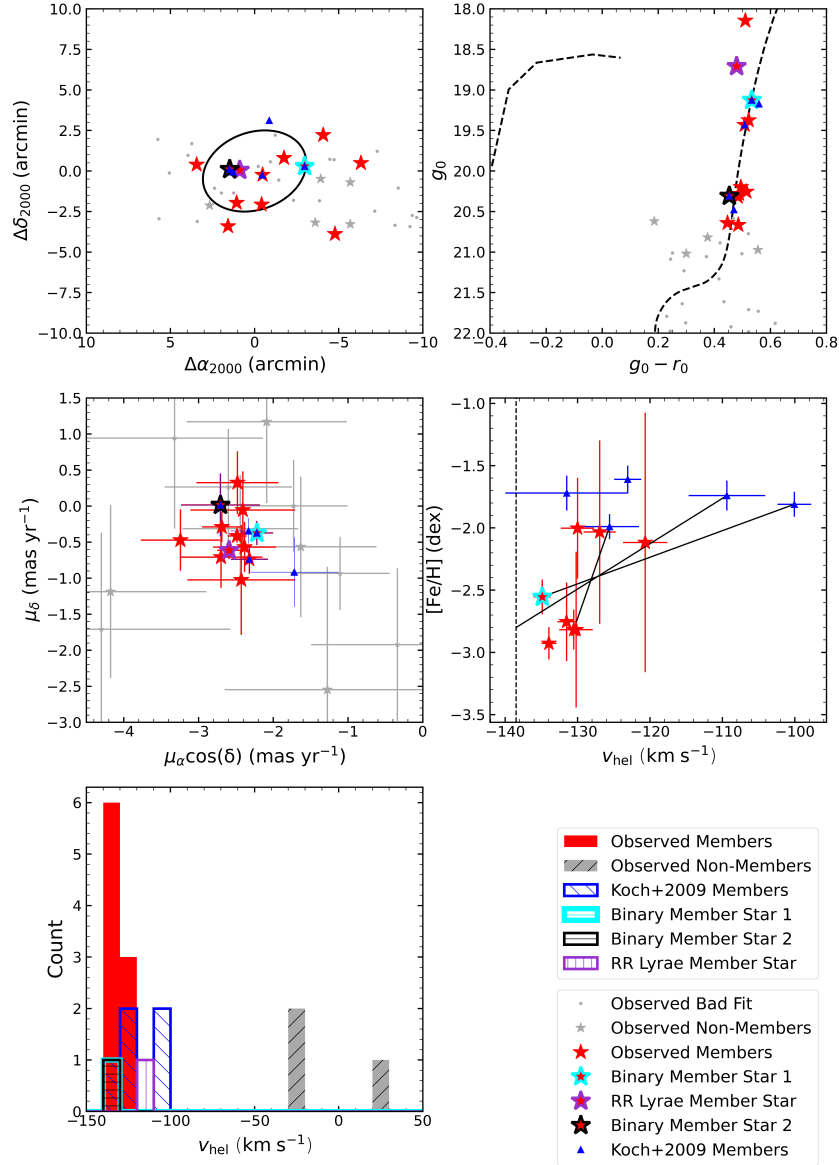 10.0
7.5
5.0
2.5
0.0
−2.5
−5.0
−7.5
−10.0
Δδ2000 (arcmin)
10 5 0 -5 -10
Δα2000 (arcmin)
18.0
18.5
19.0
19.5
20.0
20.5
21.0
21.5
22.0
g0
−0.4 −0.2 0.0 0.2 0.4 0.6 0.8
g0 − r0
1.5
1.0
0.5
0.0
−0.5
−1.0
−1.5
−2.0
−2.5
−3.0
μδ (mas yr−1)
−4 −3 −2 −1 0
μαcos(δ) (mas yr−1)
−1.0
−1.5
−2.0
−2.5
−3.0
−3.5
[Fe/H] (dex)
−140 −130 −120 −110 −100
vhel (km s−1)
6
5
4
3
2
1
0
Count
−150 −100 −50 0 50
vhel (km s−1)
Observed Members
Observed Non-Members
Koch+2009 Members
Binary Member Star 1
Binary Member Star 2
RR Lyrae Member Star
Observed Bad Fit
Observed Non-Members
Observed Members
Binary Member Star 1
RR Lyrae Member Star
Binary Member Star 2
Koch+2009 Members